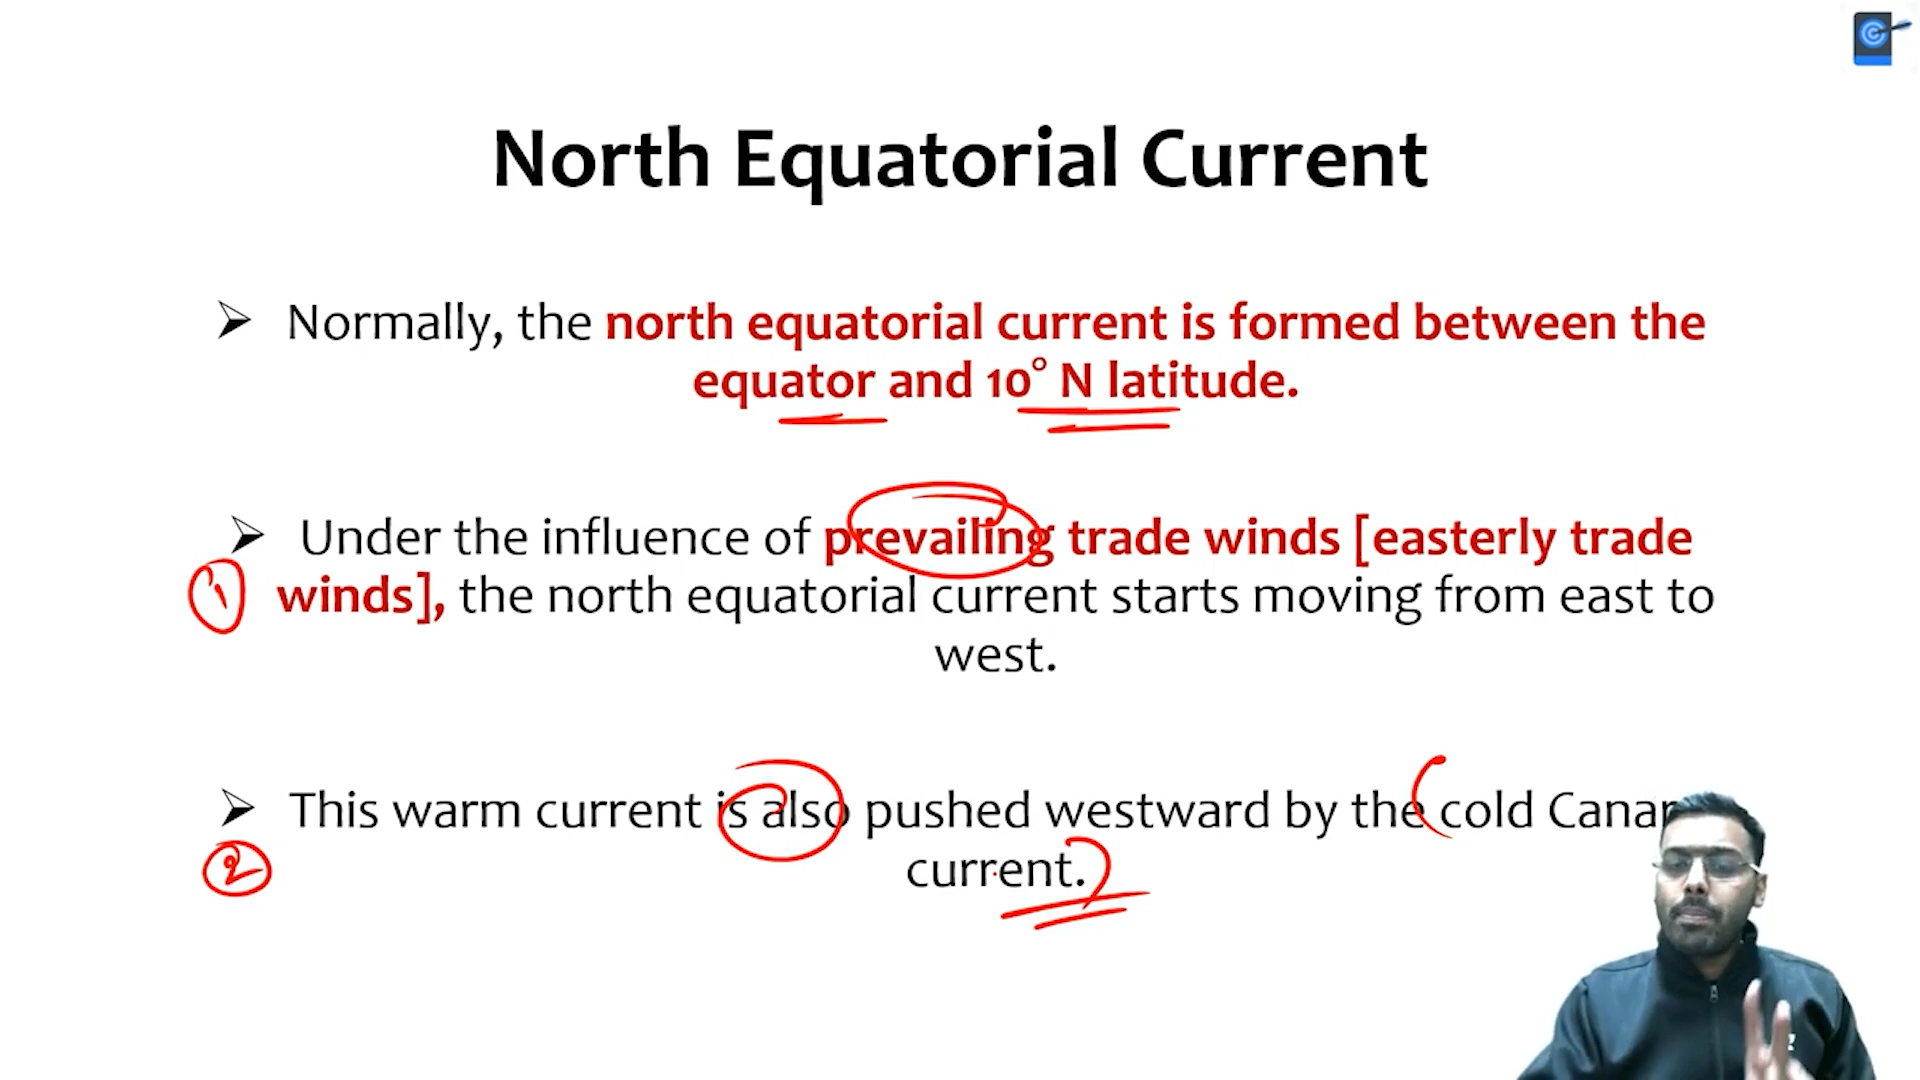 North Equatorial Current
➢ Normally, the north equatorial current is formed between the
equator and 10° N latitude.
➢ Under the influence of prevailing trade winds [easterly trade
1 winds], the north equatorial current starts moving from east to
west.
➢ This warm current is also pushed westward by the cold
2 current.